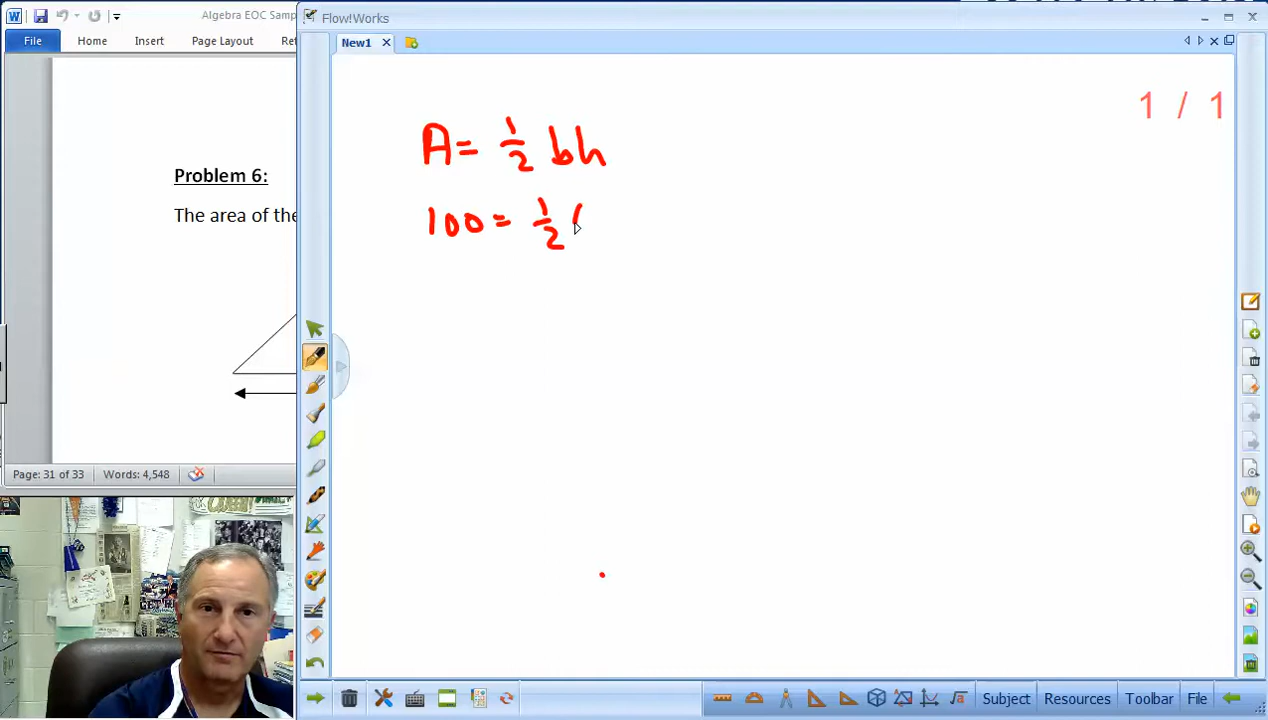 Algebra EOC Samp
Flow!Works
File Home Insert Page Layout Ref
New1
1 / 1
A = 1/2 bh
Problem 6:
The area of the
100 = 1/2 (
Page: 31 of 33 Words: 4,548
Subject Resources Toolbar File